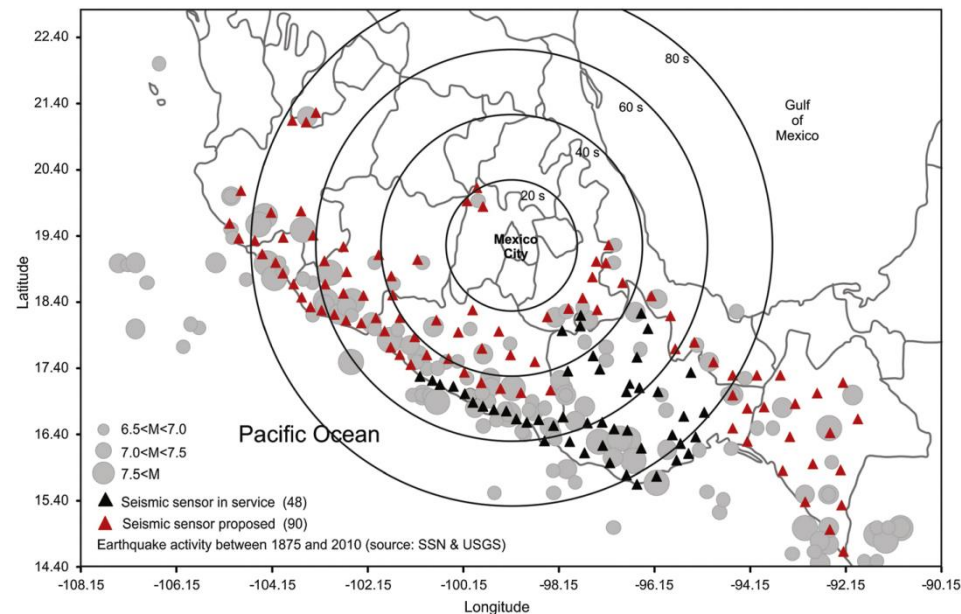 22.40
21.40
20.40
19.40
18.40
17.40
16.40
15.40
14.40
Latitude
80 s
60 s
40 s
20 s
Gulf
of
Mexico
Mexico
City
Pacific Ocean
6.5<M<7.0
7.0<M<7.5
7.5<M
Seismic sensor in service (48)
Seismic sensor proposed (90)
Earthquake activity between 1875 and 2010 (source: SSN & USGS)
-108.15 -106.15 -104.15 -102.15 -100.15 -98.15 -96.15 -94.15 -92.15 -90.15
Longitude